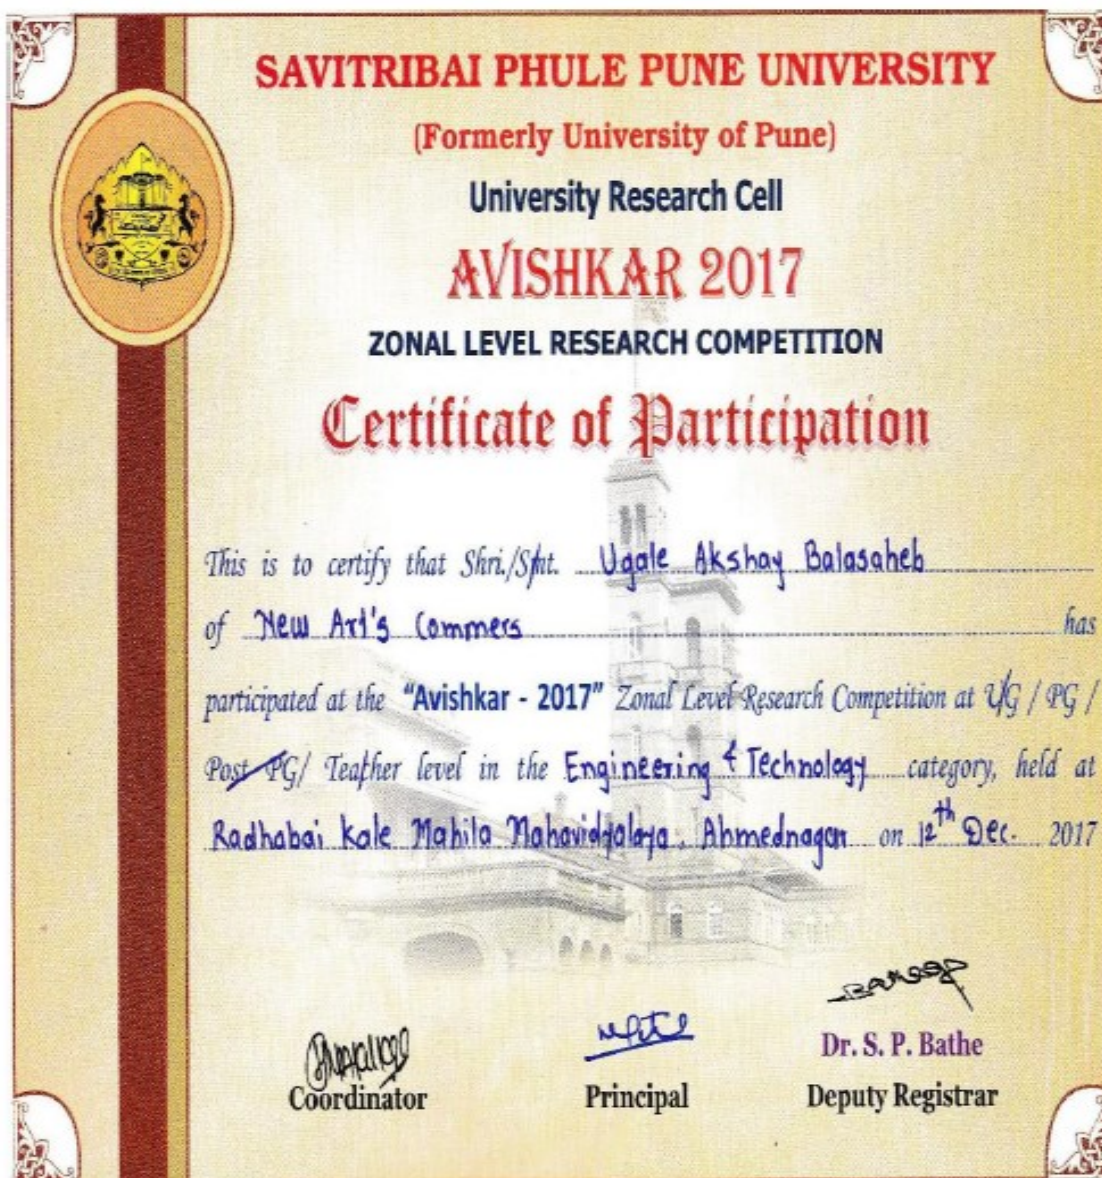 SAVITRIBAI PHULE PUNE UNIVERSITY
(Formerly University of Pune)
University Research Cell
AVISHKAR 2017
ZONAL LEVEL RESEARCH COMPETITION
Certificate of Participation
This is to certify that Shri./Smt. Ugale Akshay Balasaheb
of New Art's Commers has
participated at the "Avishkar - 2017" Zonal Level Research Competition at UG / PG /
Post PG/ Teacher level in the Engineering & Technology category, held at
Radhabai Kale Mahila Mahavidyalaya, Ahmednagar on 12th Dec. 2017
Dr. S. P. Bathe
Coordinator Principal Deputy Registrar